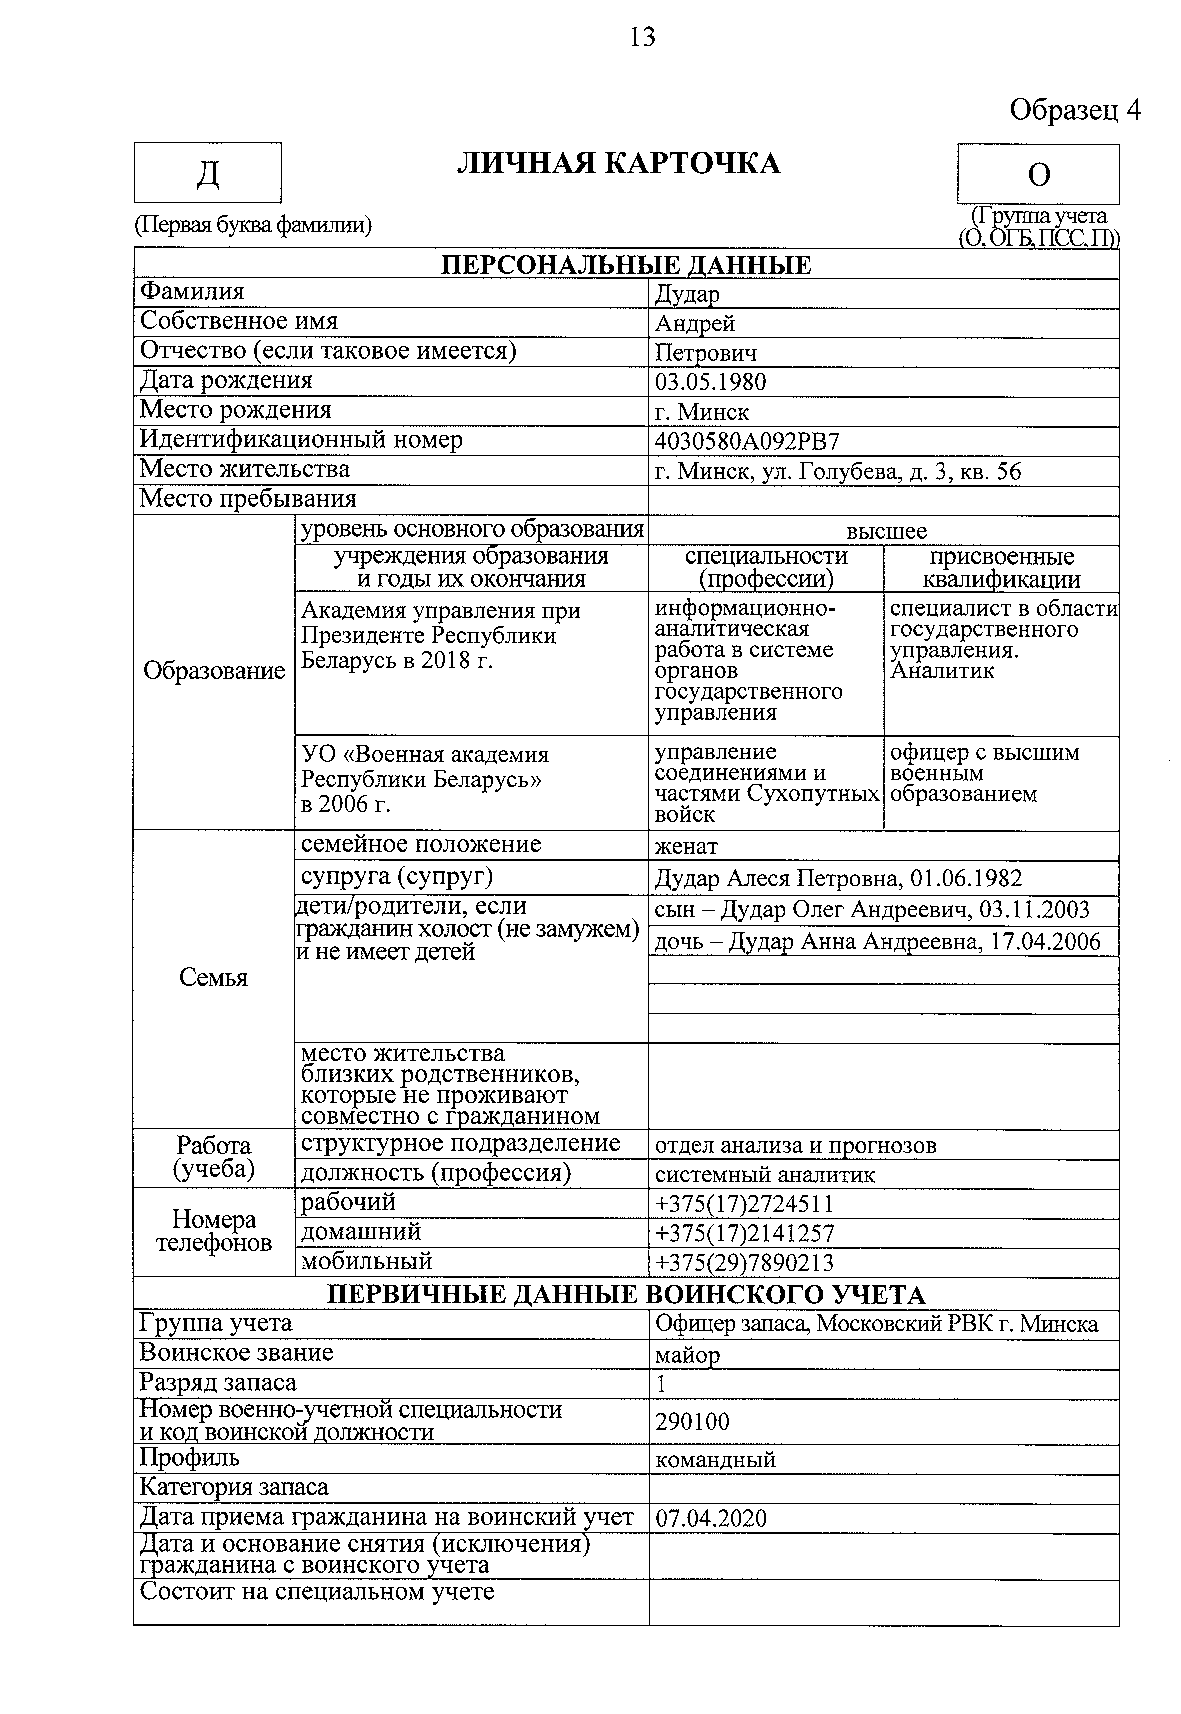 13
Образец 4
Д
ЛИЧНАЯ КАРТОЧКА
О
(Первая буква фамилии)
(Группа учета
(О, ОГБ, ПСС, П))
ПЕРСОНАЛЬНЫЕ ДАННЫЕ
Фамилия
Дудар
Собственное имя
Андрей
Отчество (если таковое имеется)
Петрович
Дата рождения
03.05.1980
Место рождения
г. Минск
Идентификационный номер
4030580А092РВ7
Место жительства
г. Минск, ул. Голубева, д. 3, кв. 56
Место пребывания
Образование
уровень основного образования
высшее
учреждения образования
и годы их окончания
специальности
(профессии)
присвоенные
квалификации
Академия управления при
Президенте Республики
Беларусь в 2018 г.
информационно-
аналитическая
работа в системе
органов
государственного
управления
специалист в области
государственного
управления.
Аналитик
УО «Военная академия
Республики Беларусь»
в 2006 г.
управление
соединениями и
частями Сухопутных
войск
офицер с высшим
военным
образованием
Семья
семейное положение
женат
супруга (супруг)
Дудар Алеся Петровна, 01.06.1982
дети/родители, если
гражданин холост (не замужем)
и не имеет детей
сын – Дудар Олег Андреевич, 03.11.2003
дочь – Дудар Анна Андреевна, 17.04.2006
место жительства
близких родственников,
которые не проживают
совместно с гражданином
Работа
(учеба)
структурное подразделение
отдел анализа и прогнозов
должность (профессия)
системный аналитик
Номера
телефонов
рабочий
+375(17)2724511
домашний
+375(17)2141257
мобильный
+375(29)7890213
ПЕРВИЧНЫЕ ДАННЫЕ ВОИНСКОГО УЧЕТА
Группа учета
Офицер запаса, Московский РВК г. Минска
Воинское звание
майор
Разряд запаса
1
Номер военно-учетной специальности
и код воинской должности
290100
Профиль
командный
Категория запаса
Дата приема гражданина на воинский учет
07.04.2020
Дата и основание снятия (исключения)
гражданина с воинского учета
Состоит на специальном учете